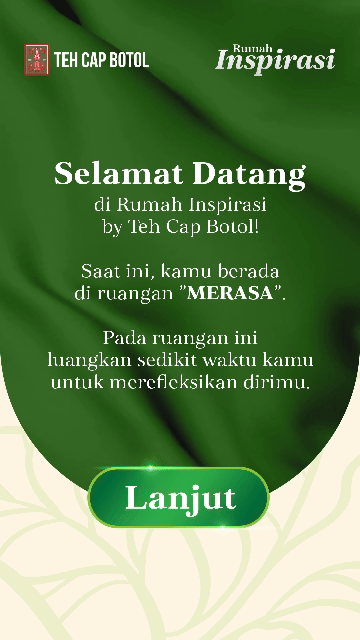 TEH CAP BOTOL
Rumah
Inspirasi
Selamat Datang
di Rumah Inspirasi
by Teh Cap Botol!
Saat ini, kamu berada
di ruangan "MERASA".
Pada ruangan ini
luangkan sedikit waktu kamu
untuk merefleksikan dirimu.
Lanjut